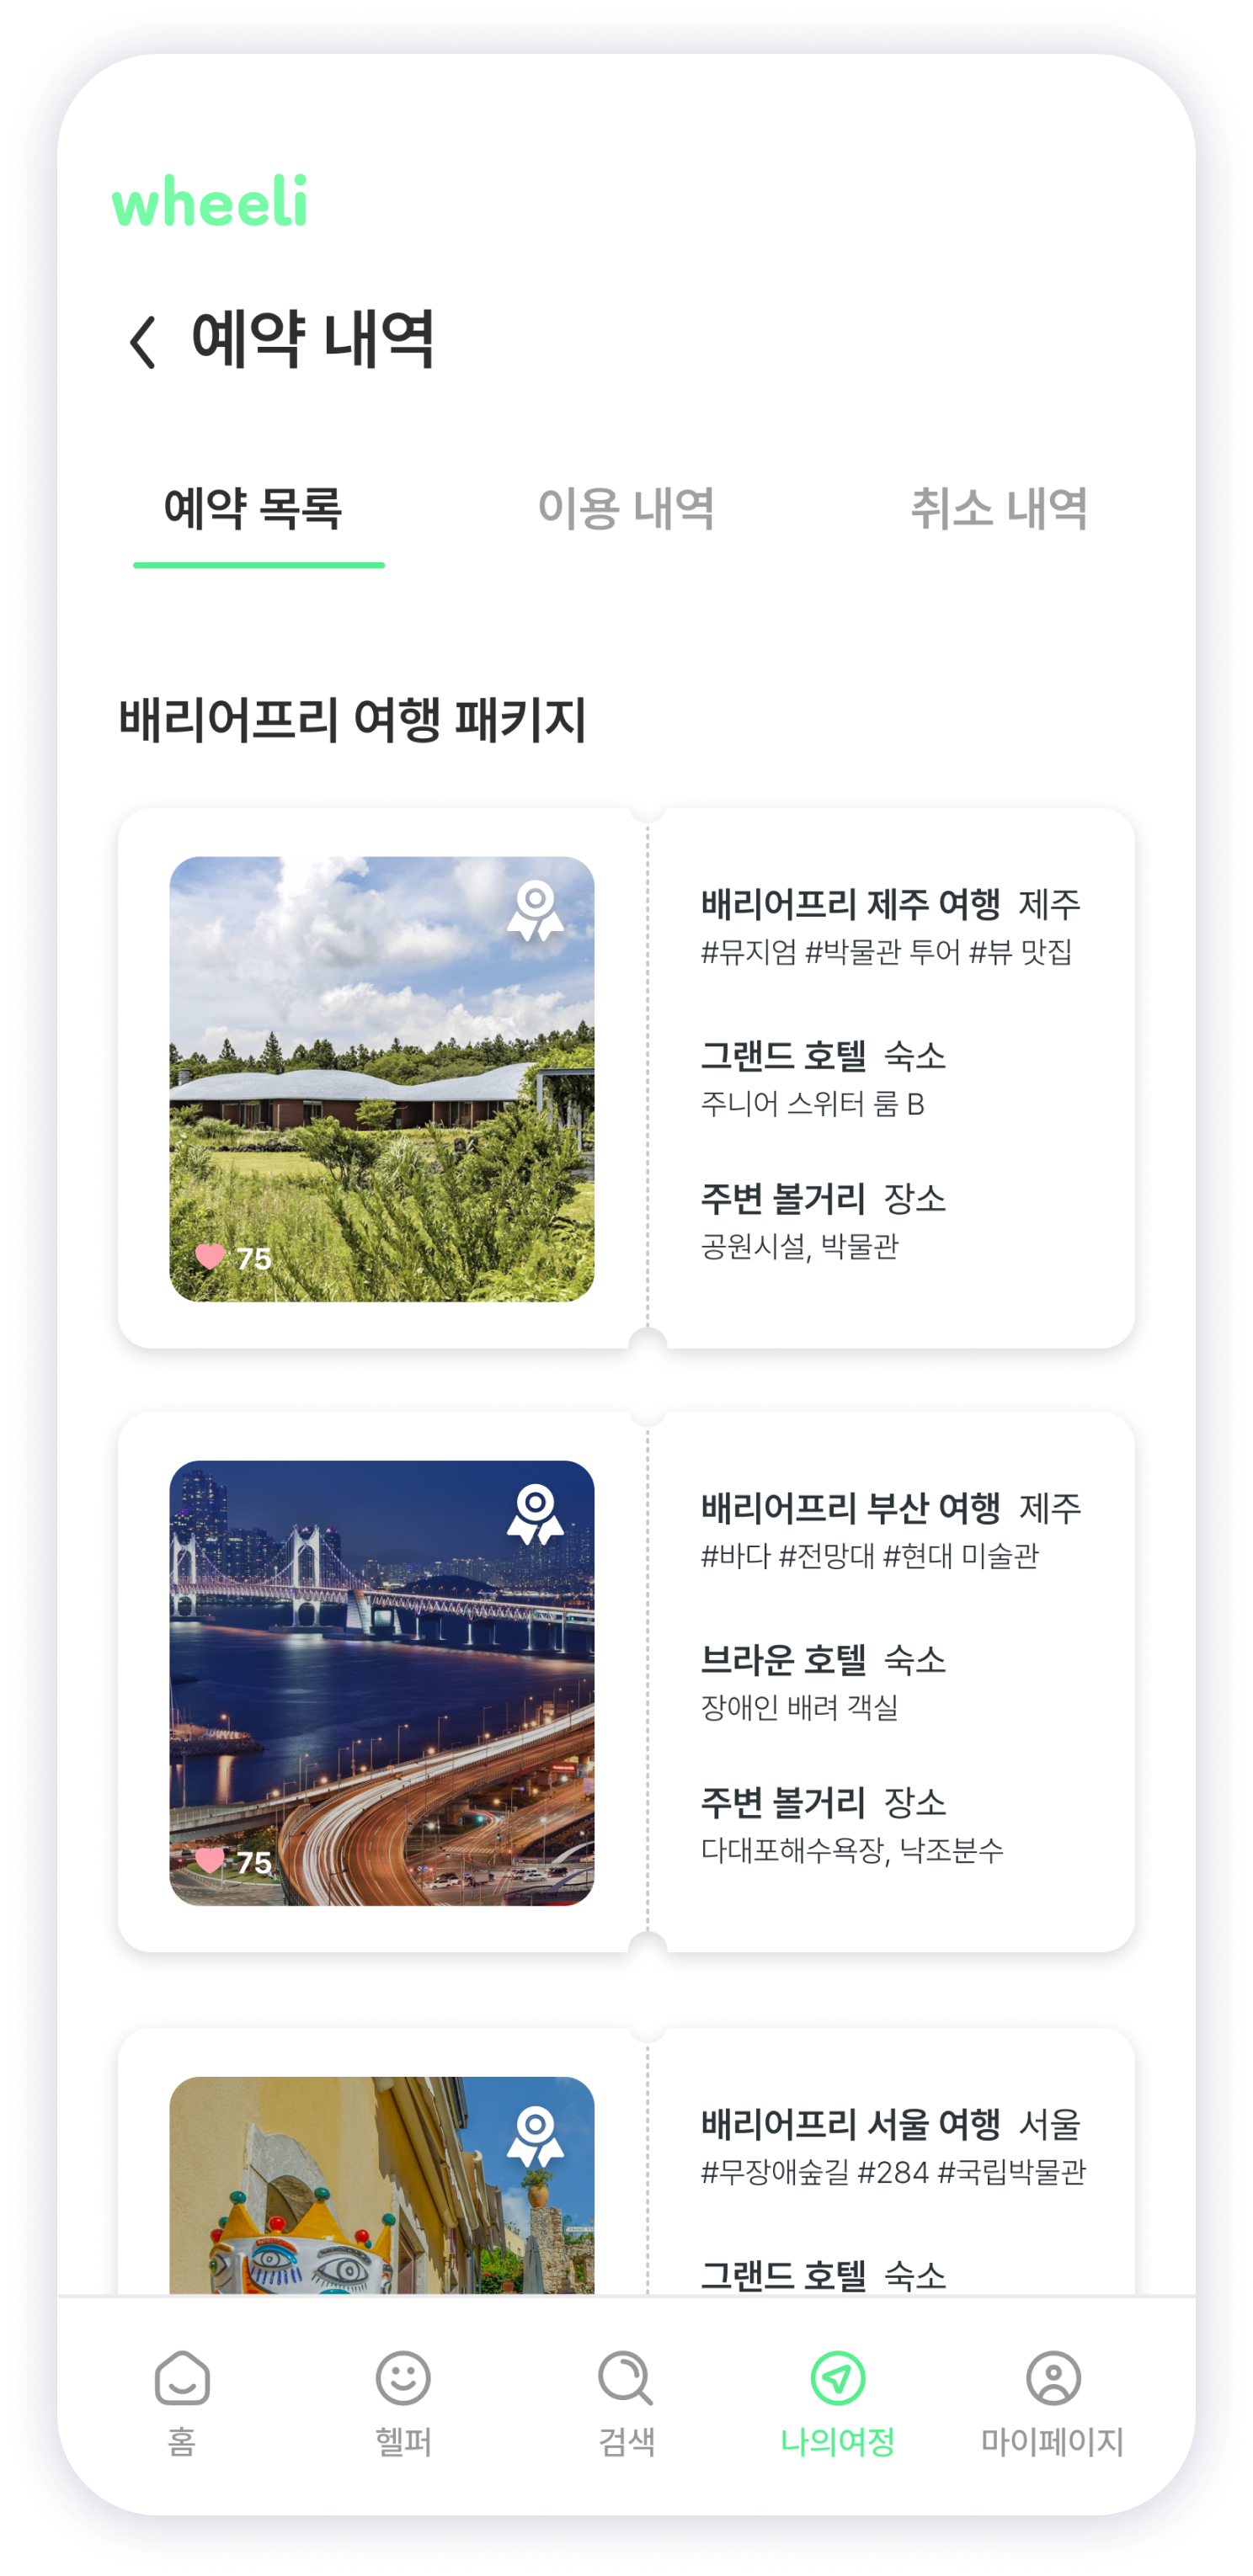 wheeli
예약 내역
예약 목록 이용 내역 취소 내역
배리어프리 여행 패키지
배리어프리 제주 여행 제주
#뮤지엄 #박물관 투어 #뷰 맛집
그랜드 호텔 숙소
주니어 스위터 룸 B
주변 볼거리 장소
공원시설, 박물관
75
배리어프리 부산 여행 제주
#바다 #전망대 #현대 미술관
브라운 호텔 숙소
장애인 배려 객실
주변 볼거리 장소
다대포해수욕장, 낙조분수
75
배리어프리 서울 여행 서울
#무장애숲길 #284 #국립박물관
그랜드 호텔 숙소
홈 헬퍼 검색 나의여정 마이페이지